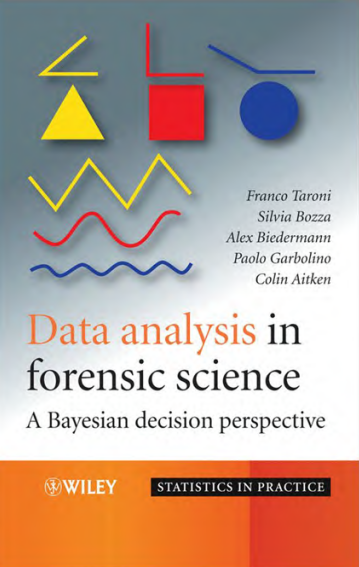 Franco Taroni
Silvia Bozza
Alex Biedermann
Paolo Garbolino
Colin Aitken
Data analysis in
forensic science
A Bayesian decision perspective
WILEY
STATISTICS IN PRACTICE